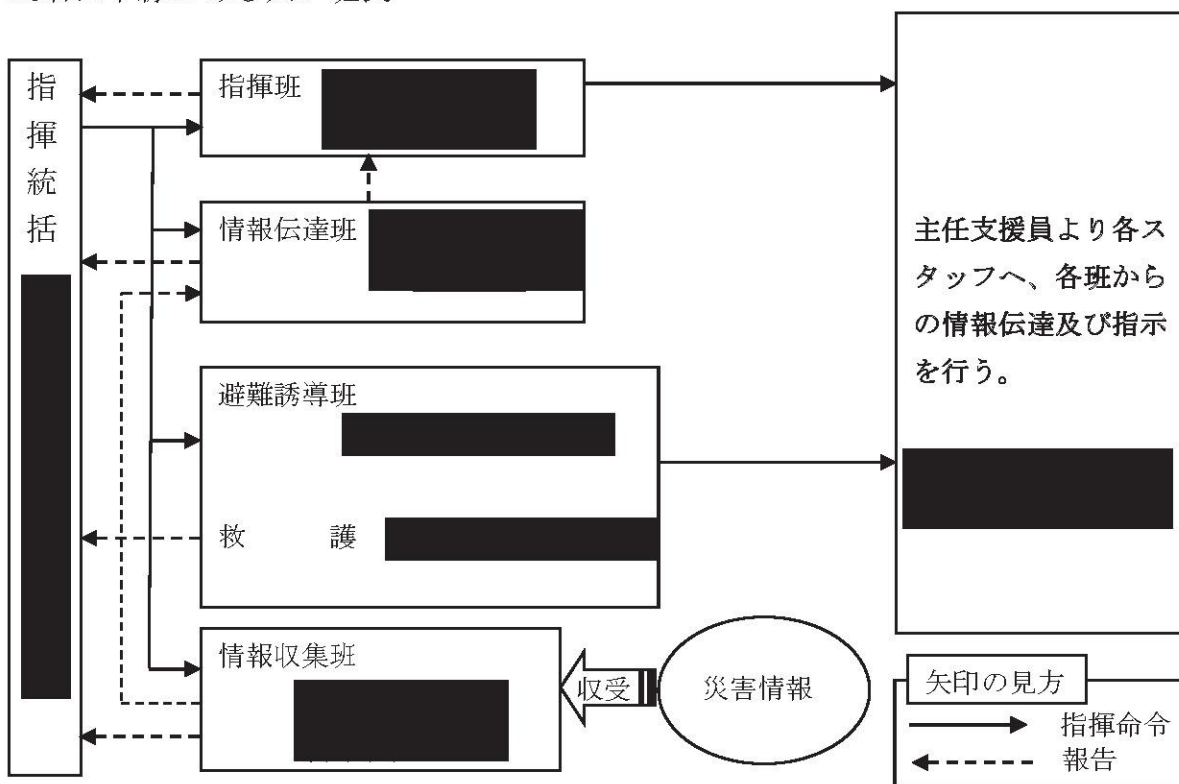 指揮統括
指揮班
情報伝達班
避難誘導班
救護
情報収集班
収受
災害情報
主任支援員より各ス
タッフへ、各班から
の情報伝達及び指示
を行う。
矢印の見方
指揮命令
報告